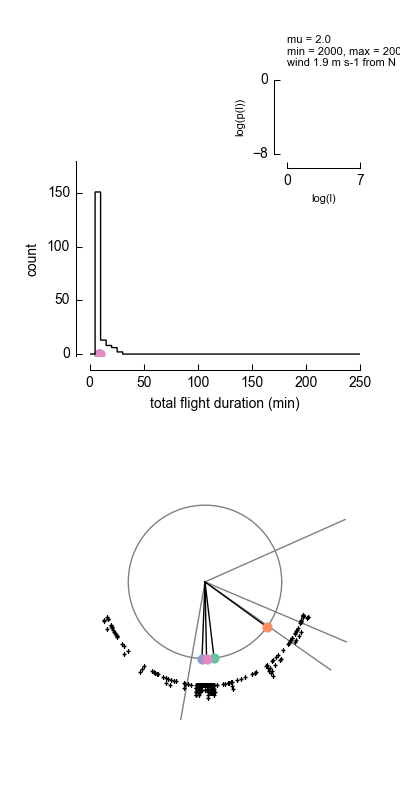 mu = 2.0
min = 2000, max = 200
wind 1.9 m s-1 from N
0
log(p(l))
−8
0 7
log(l)
150
count
100
50
0
0 50 100 150 200 250
total flight duration (min)